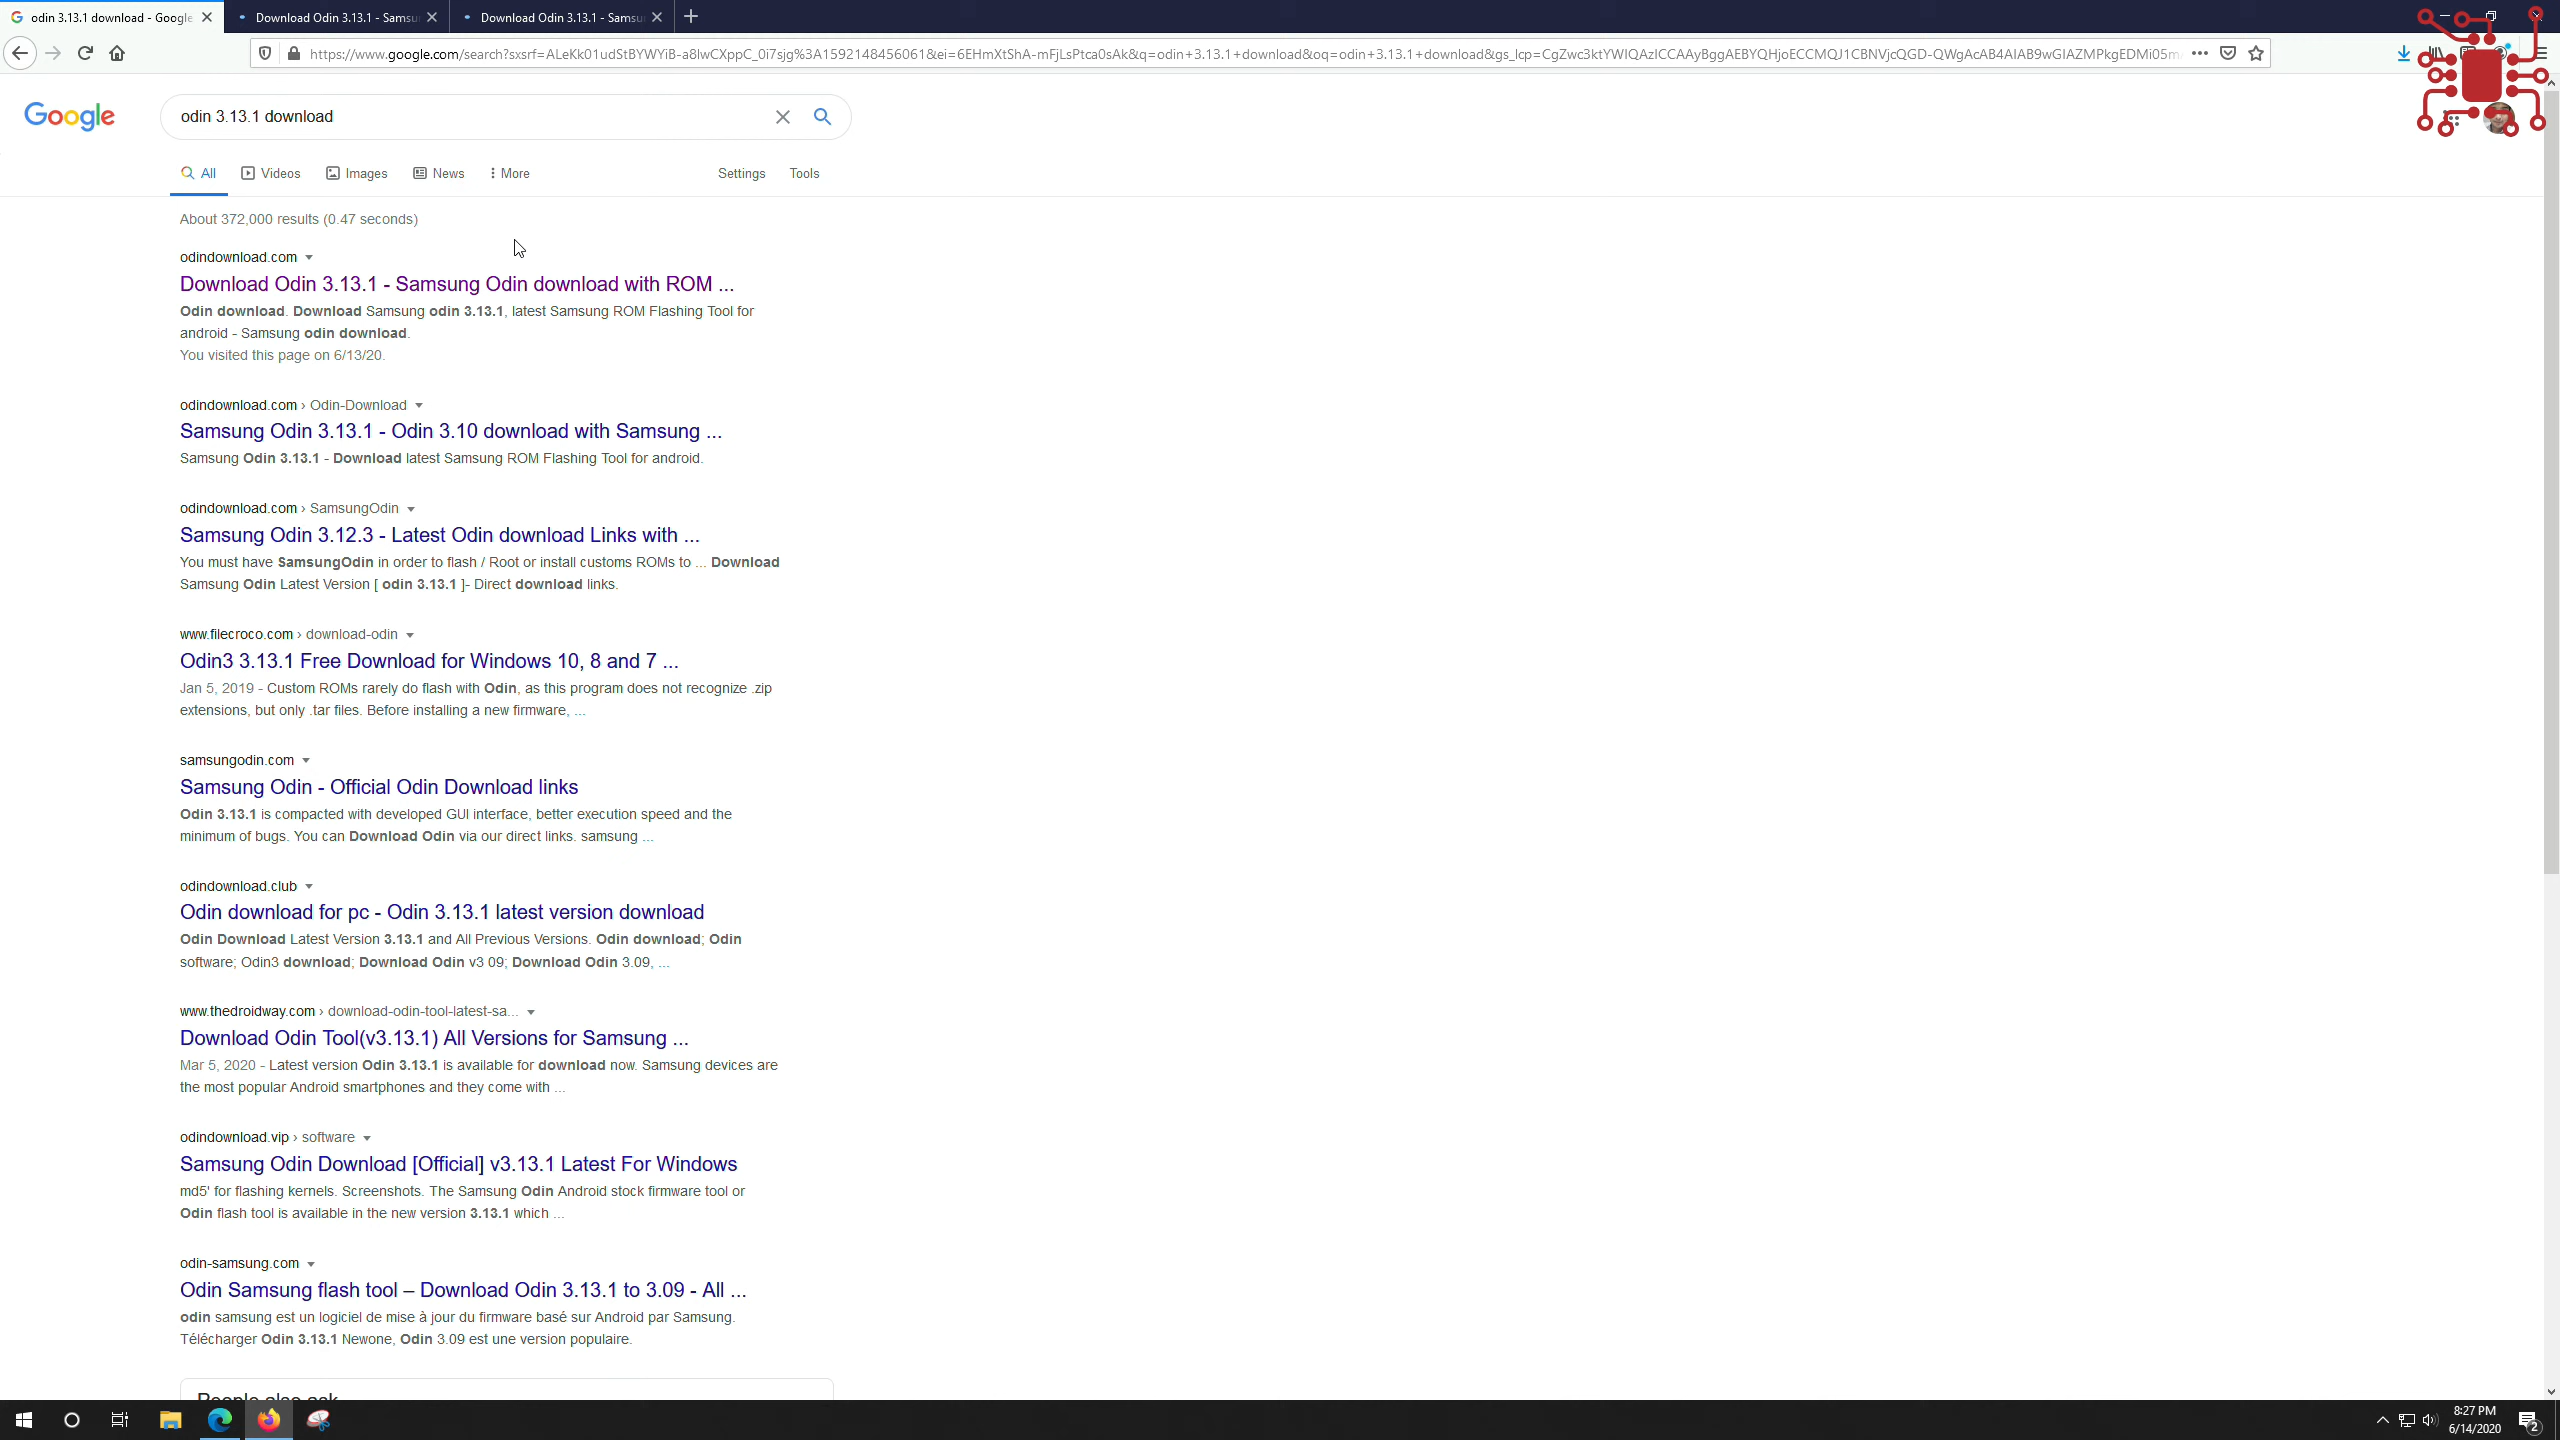 odin 3.13.1 download - Google
Download Odin 3.13.1 - Samsu
Download Odin 3.13.1 - Samsu
https://www.google.com/search?sxsrf=ALeKk01udStBYWYiB-a8lwCXppC_0i7sjg%3A1592148456061&ei=6EHmXtShA-mFjLsPtca0sAk&q=odin+3.13.1+download&oq=odin+3.13.1+download&gs_lcp=CgZwc3ktYWIQAzICCAAyBggAEBYQHjoECCMQJ1CBNVjcQGD-QWgAcAB4AIAB9wGIAZMPkgEDMi05m
Google
odin 3.13.1 download
All
Videos
Images
News
More
Settings
Tools
About 372,000 results (0.47 seconds)
odindownload.com
Download Odin 3.13.1 - Samsung Odin download with ROM ...
Odin download. Download Samsung odin 3.13.1, latest Samsung ROM Flashing Tool for
android - Samsung odin download.
You visited this page on 6/13/20.
odindownload.com › Odin-Download
Samsung Odin 3.13.1 - Odin 3.10 download with Samsung ...
Samsung Odin 3.13.1 - Download latest Samsung ROM Flashing Tool for android.
odindownload.com › SamsungOdin
Samsung Odin 3.12.3 - Latest Odin download Links with ...
You must have SamsungOdin in order to flash / Root or install customs ROMs to ... Download
Samsung Odin Latest Version [ odin 3.13.1 ]- Direct download links.
www.filecroco.com › download-odin
Odin3 3.13.1 Free Download for Windows 10, 8 and 7 ...
Jan 5, 2019 - Custom ROMs rarely do flash with Odin, as this program does not recognize .zip
extensions, but only .tar files. Before installing a new firmware, ...
samsungodin.com
Samsung Odin - Official Odin Download links
Odin 3.13.1 is compacted with developed GUI interface, better execution speed and the
minimum of bugs. You can Download Odin via our direct links. samsung ...
odindownload.club
Odin download for pc - Odin 3.13.1 latest version download
Odin Download Latest Version 3.13.1 and All Previous Versions. Odin download; Odin
software; Odin3 download; Download Odin v3 09; Download Odin 3.09, ...
www.thedroidway.com › download-odin-tool-latest-sa...
Download Odin Tool(v3.13.1) All Versions for Samsung ...
Mar 5, 2020 - Latest version Odin 3.13.1 is available for download now. Samsung devices are
the most popular Android smartphones and they come with ...
odindownload.vip › software
Samsung Odin Download [Official] v3.13.1 Latest For Windows
md5' for flashing kernels. Screenshots. The Samsung Odin Android stock firmware tool or
Odin flash tool is available in the new version 3.13.1 which ...
odin-samsung.com
Odin Samsung flash tool – Download Odin 3.13.1 to 3.09 - All ...
odin samsung est un logiciel de mise à jour du firmware basé sur Android par Samsung.
Télécharger Odin 3.13.1 Newone, Odin 3.09 est une version populaire.
People also ask
8:27 PM
6/14/2020
2